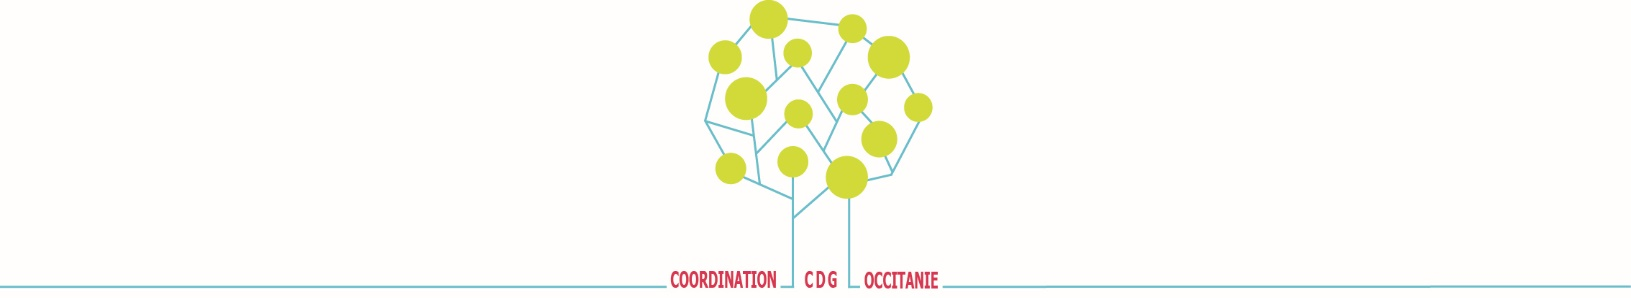 COORDINATION CDG OCCITANIE